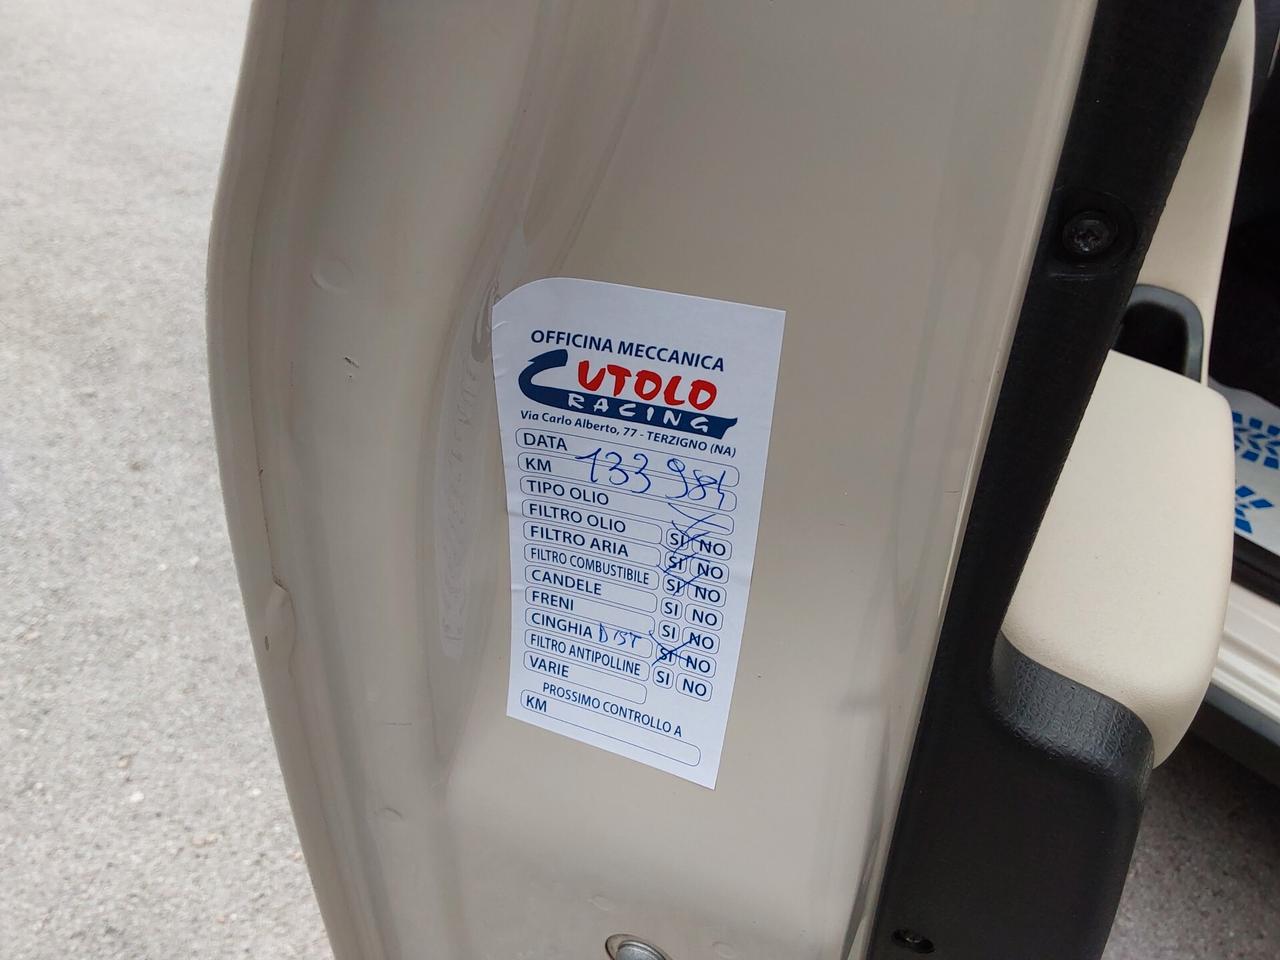 OFFICINA MECCANICA
CUTOLO
RACING
Via Carlo Alberto, 77 - TERZIGNO (NA)
DATA
KM 133 984
TIPO OLIO
FILTRO OLIO SI NO
FILTRO ARIA SI NO
FILTRO COMBUSTIBILE SI NO
CANDELE SI NO
FRENI SI NO
CINGHIA DIST SI NO
FILTRO ANTIPOLLINE SI NO
VARIE
PROSSIMO CONTROLLO A
KM